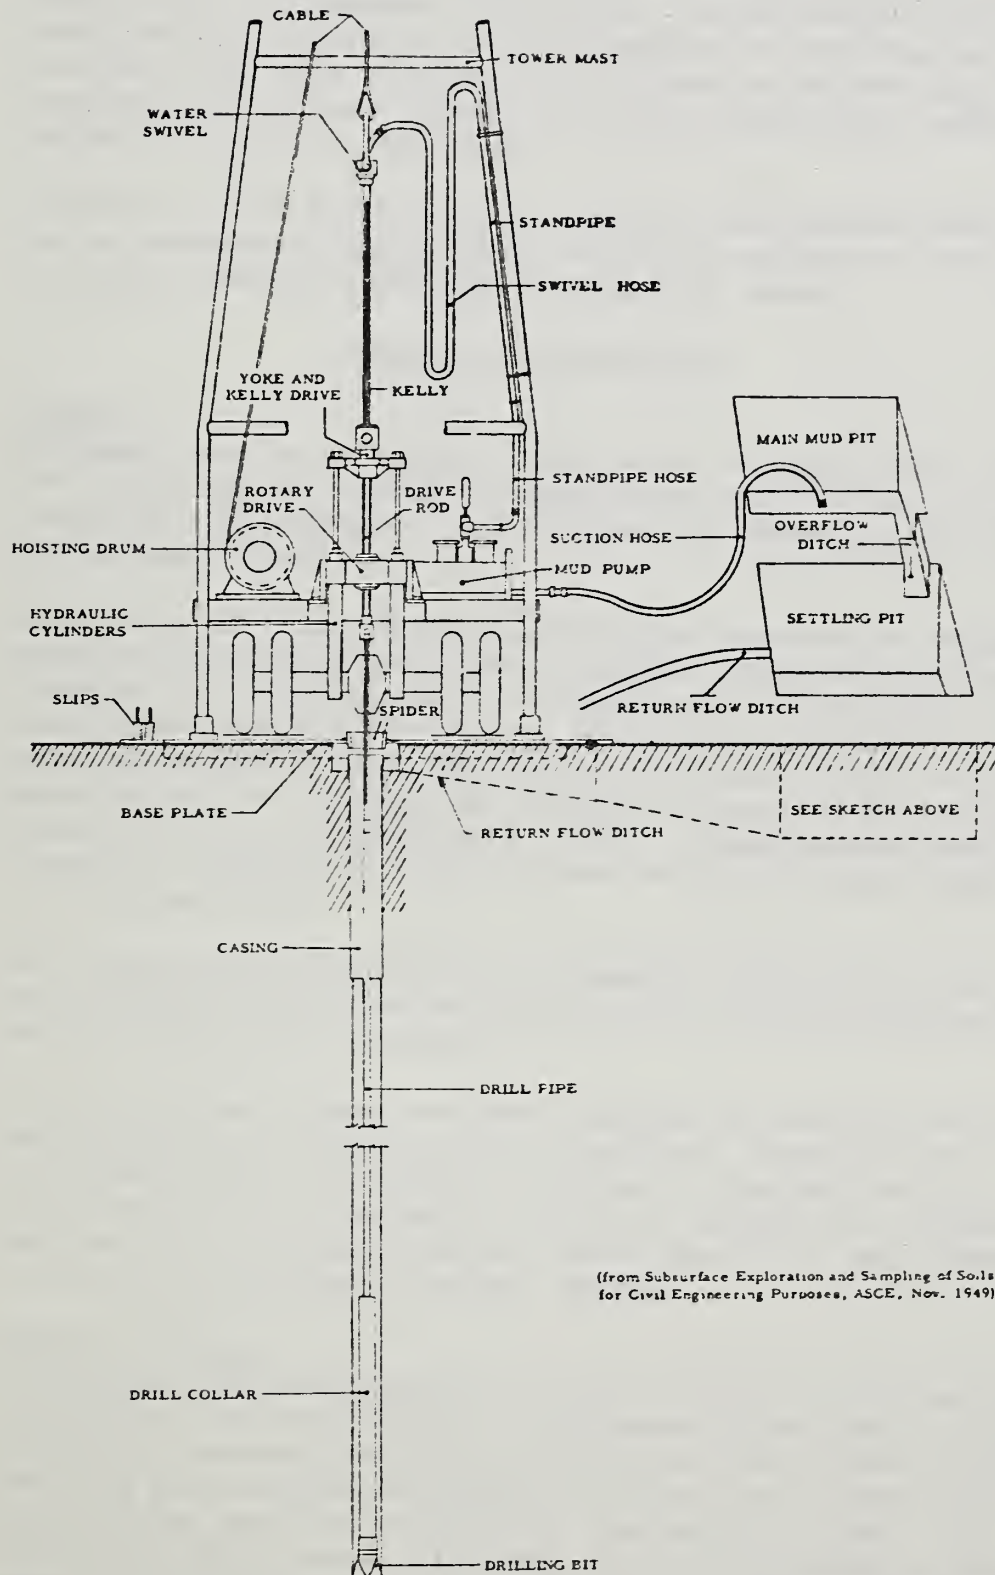 CABLE
TOWER MAST
WATER
SWIVEL
STANDPIPE
SWIVEL HOSE
YOKE AND
KELLY DRIVE
KELLY
MAIN MUD PIT
ROTARY
DRIVE
DRIVE
ROD
STANDPIPE HOSE
OVERFLOW
DITCH
HOISTING DRUM
SUCTION HOSE
MUD PUMP
HYDRAULIC
CYLINDERS
SETTLING PIT
SLIPS
SPIDER
RETURN FLOW DITCH
BASE PLATE
RETURN FLOW DITCH
SEE SKETCH ABOVE
CASING
DRILL PIPE
(from Subsurface Exploration and Sampling of Soils
for Civil Engineering Purposes, ASCE, Nov. 1949)
DRILL COLLAR
DRILLING BIT